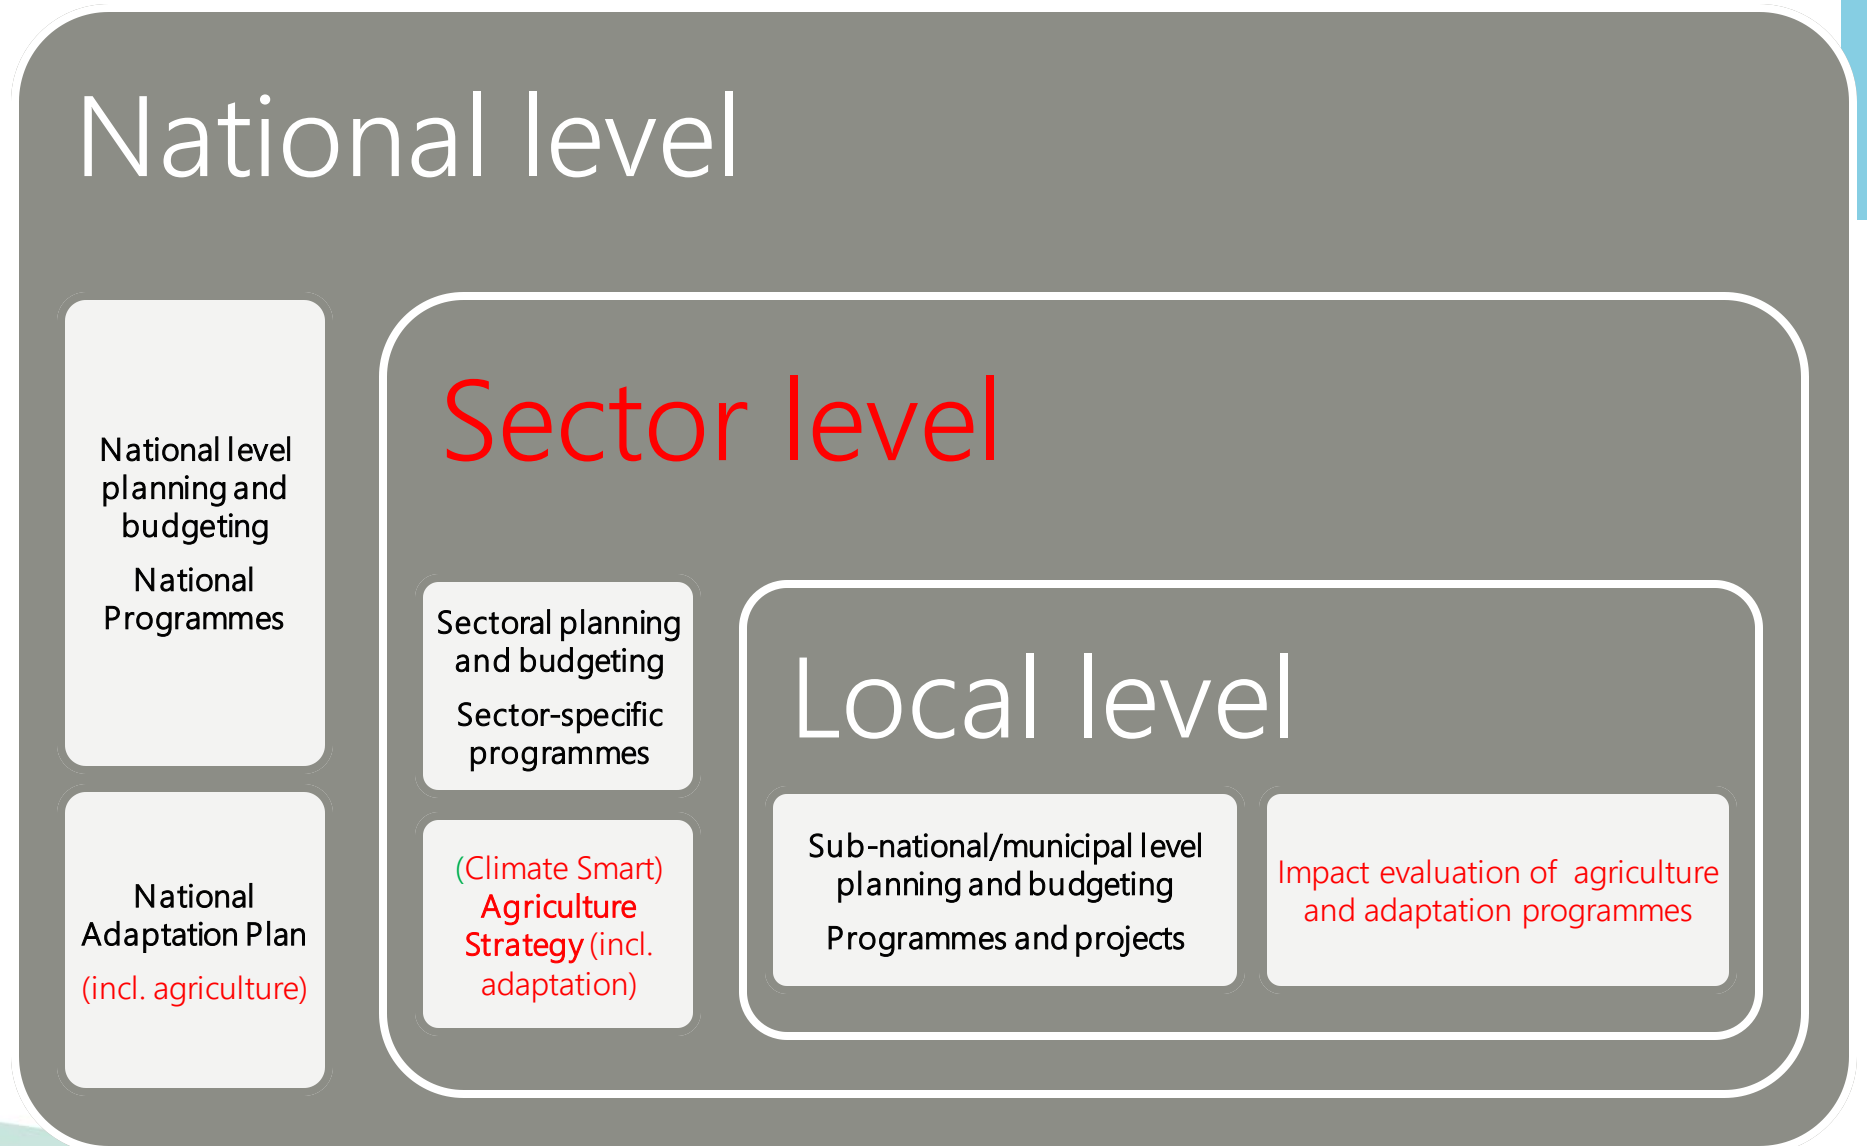 National level
National level
planning and
budgeting
National
Programmes
National
Adaptation Plan
(incl. agriculture)
Sector level
Sectoral planning
and budgeting
Sector-specific
programmes
(Climate Smart)
Agriculture
Strategy (incl.
adaptation)
Local level
Sub-national/municipal level
planning and budgeting
Programmes and projects
Impact evaluation of agriculture
and adaptation programmes